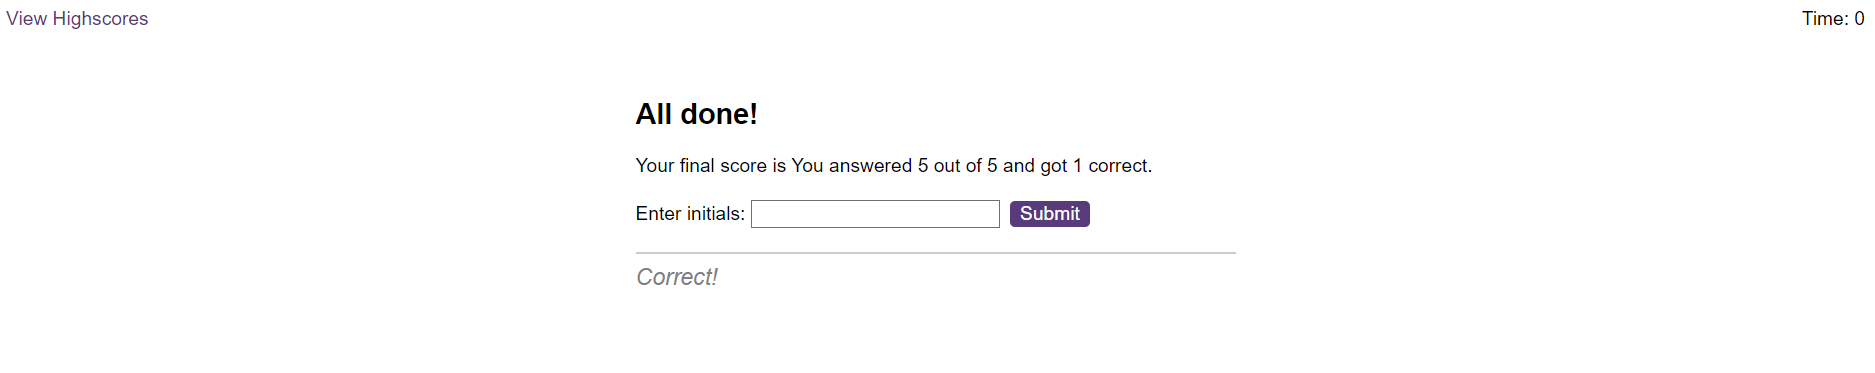 View Highscores
Time: 0
All done!
Your final score is You answered 5 out of 5 and got 1 correct.
Enter initials: Submit
Correct!